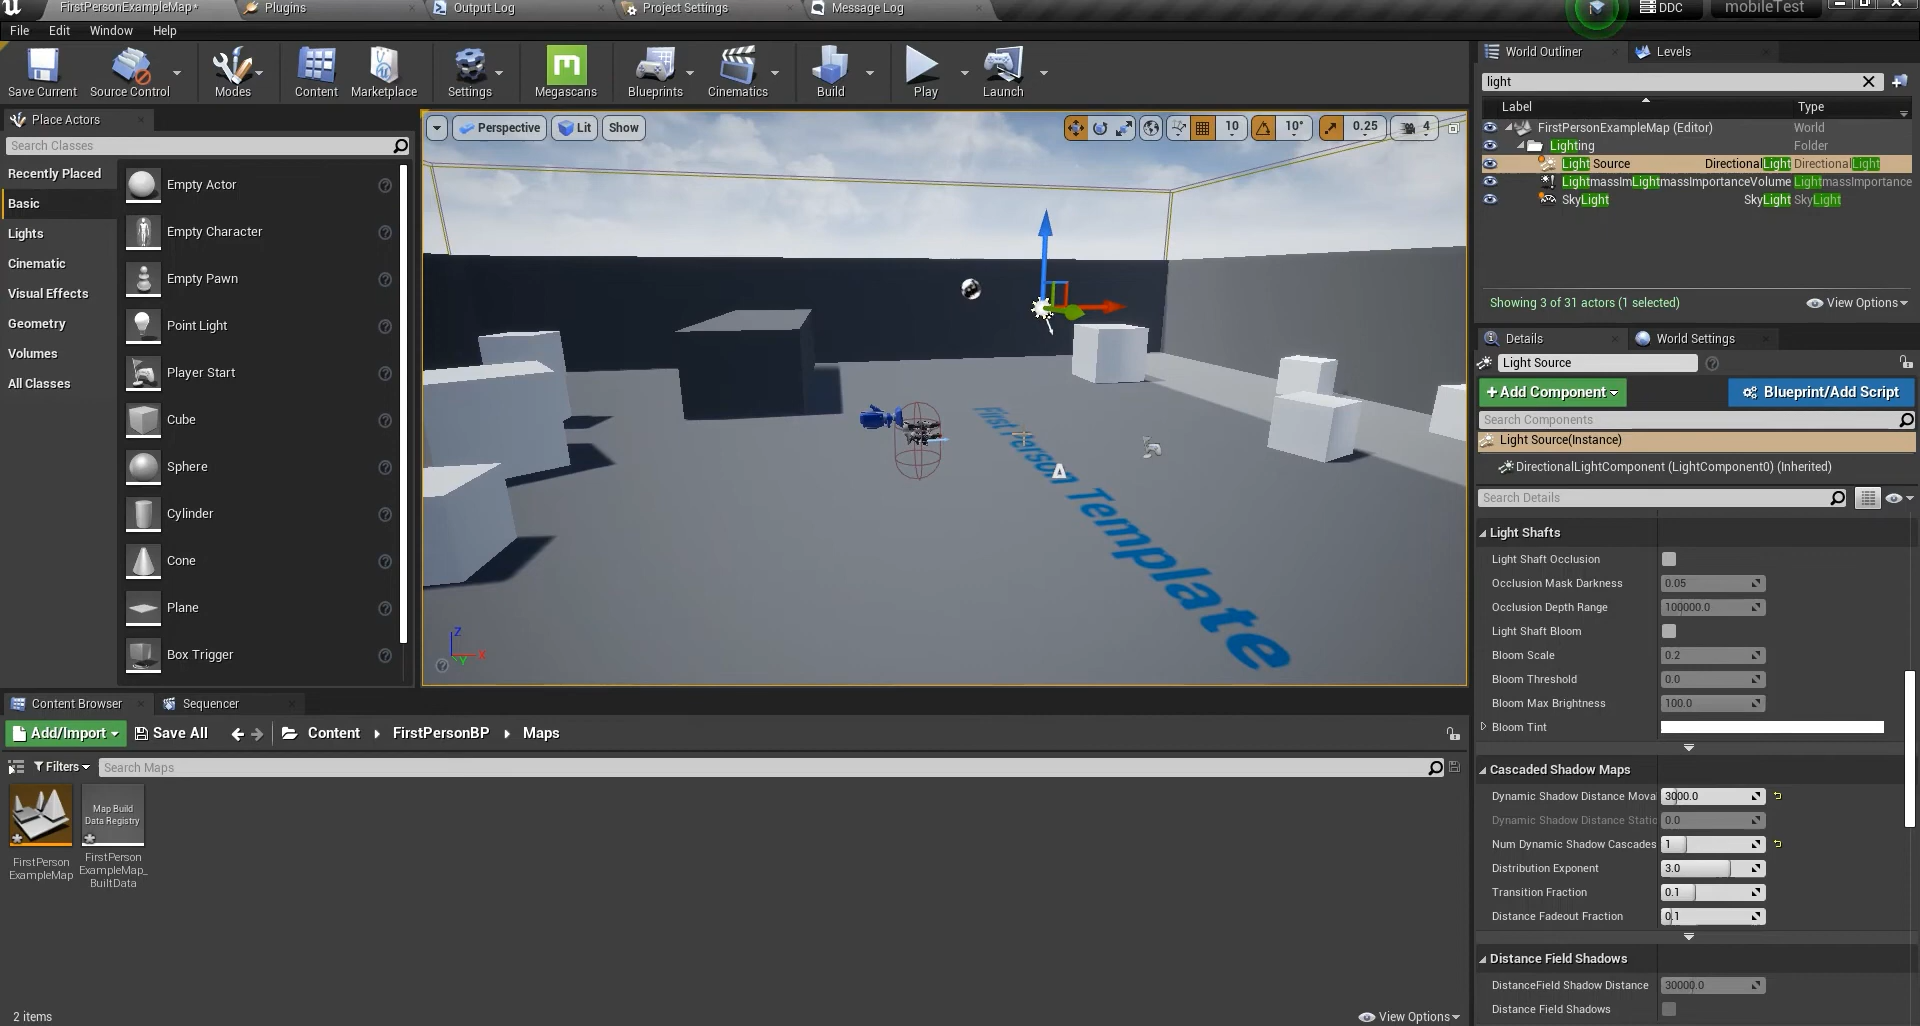 FirstPersonExampleMap*
Plugins
Output Log
Project Settings
Message Log
DDC
mobileTest
File
Edit
Window
Help
Save Current
Source Control
Modes
Content
Marketplace
Settings
Megascans
Blueprints
Cinematics
Build
Play
Launch
Place Actors
Search Classes
Recently Placed
Basic
Lights
Cinematic
Visual Effects
Geometry
Volumes
All Classes
Empty Actor
Empty Character
Empty Pawn
Point Light
Player Start
Cube
Sphere
Cylinder
Cone
Plane
Box Trigger
Perspective
Lit
Show
10
10°
0.25
4
First Person Template
Z
X
Y
World Outliner
Levels
light
Label
Type
FirstPersonExampleMap (Editor)
World
Lighting
Folder
Light Source
DirectionalLight DirectionalLight
LightmassImLightmassImportanceVolume LightmassImportance
SkyLight
SkyLight SkyLight
Showing 3 of 31 actors (1 selected)
View Options
Details
World Settings
Light Source
+Add Component
Blueprint/Add Script
Search Components
Light Source(Instance)
DirectionalLightComponent (LightComponent0) (Inherited)
Search Details
Light Shafts
Light Shaft Occlusion
Occlusion Mask Darkness
0.05
Occlusion Depth Range
100000.0
Light Shaft Bloom
Bloom Scale
0.2
Bloom Threshold
0.0
Bloom Max Brightness
100.0
Bloom Tint
Cascaded Shadow Maps
Dynamic Shadow Distance Mova
3000.0
Dynamic Shadow Distance Statio
0.0
Num Dynamic Shadow Cascades
1
Distribution Exponent
3.0
Transition Fraction
0.1
Distance Fadeout Fraction
0.1
Distance Field Shadows
DistanceField Shadow Distance
30000.0
Distance Field Shadows
Content Browser
Sequencer
Add/Import
Save All
Content
FirstPersonBP
Maps
Filters
Search Maps
Map Build
Data Registry
FirstPerson
ExampleMap
FirstPerson
ExampleMap_
BuiltData
2 items
View Options